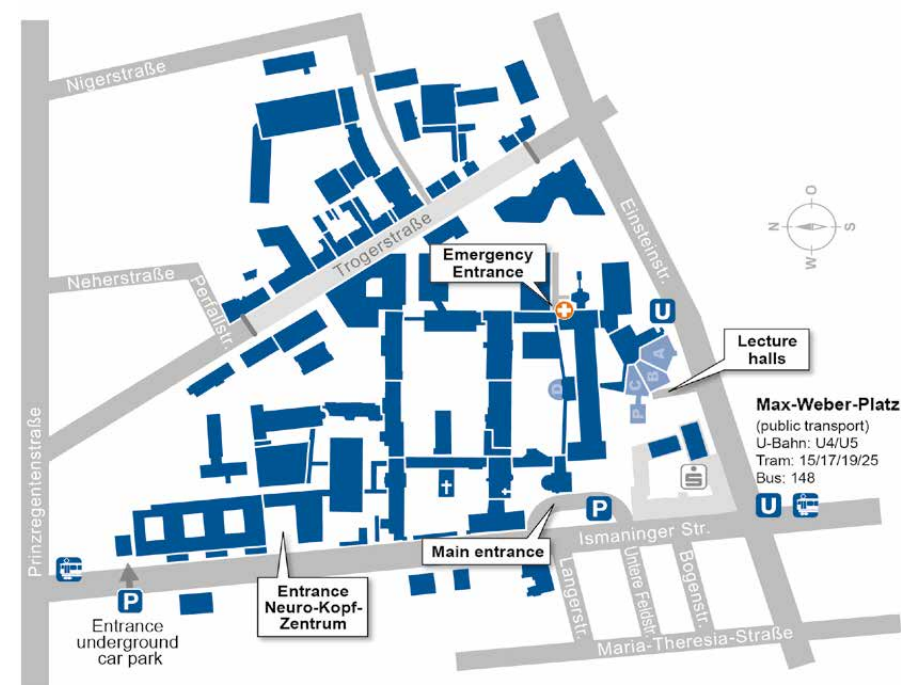 Nigerstraße
Neherstraße
Perfallstr.
Trogerstraße
Prinzregentenstraße
Einsteinstr.
O
N
S
W
Emergency
Entrance
U
Lecture
halls
A
B
C
P
D
Max-Weber-Platz
(public transport)
U-Bahn: U4/U5
Tram: 15/17/19/25
Bus: 148
U
P
Main entrance
Ismaninger Str.
Langerstr.
Untere Feldstr.
Bogenstr.
Maria-Theresia-Straße
Entrance
Neuro-Kopf-
Zentrum
P
Entrance
underground
car park